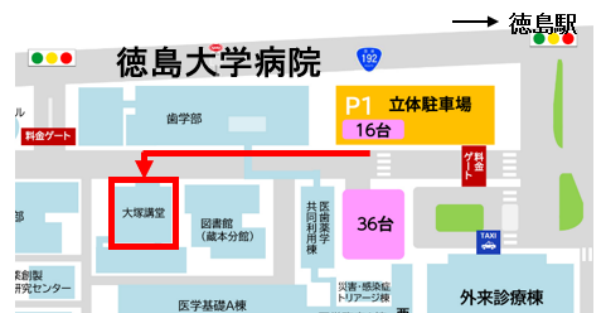 徳島駅
徳島大学病院
192
ル
歯学部
P1 立体駐車場
16台
料金ゲート
料金
ゲート
部
大塚講堂
図書館
(蔵本分館)
医歯薬学
共同利用棟
36台
TAXI
薬創製
研究センター
医学基礎A棟
災害・感染症
トリアージ棟
西
外来診療棟